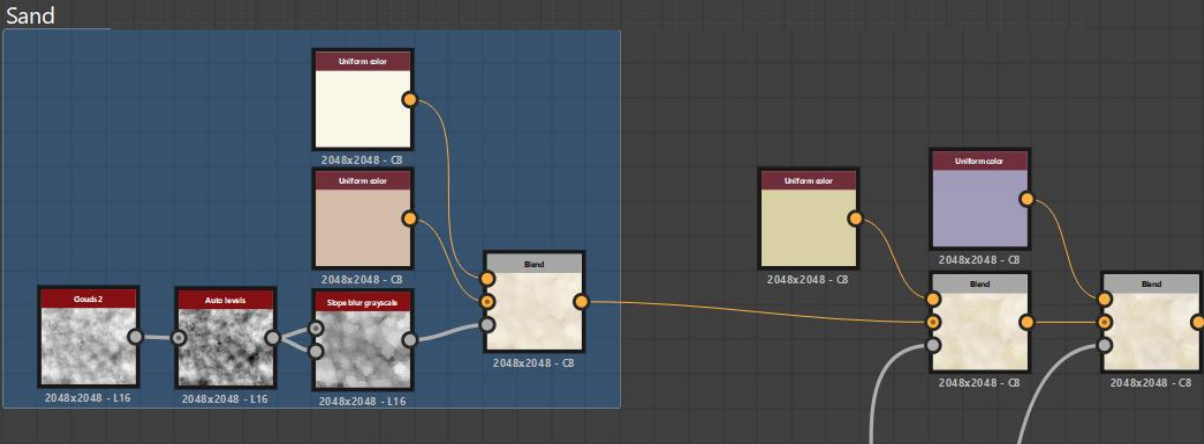 Sand
Uniform color
2048x2048 - C8
Uniform color
2048x2048 - C8
Clouds 2
2048x2048 - L16
Auto levels
2048x2048 - L16
Slope blur grayscale
2048x2048 - L16
Blend
2048x2048 - C8
Uniform color
2048x2048 - C8
Uniform color
2048x2048 - C8
Blend
2048x2048 - C8
Blend
2048x2048 - C8